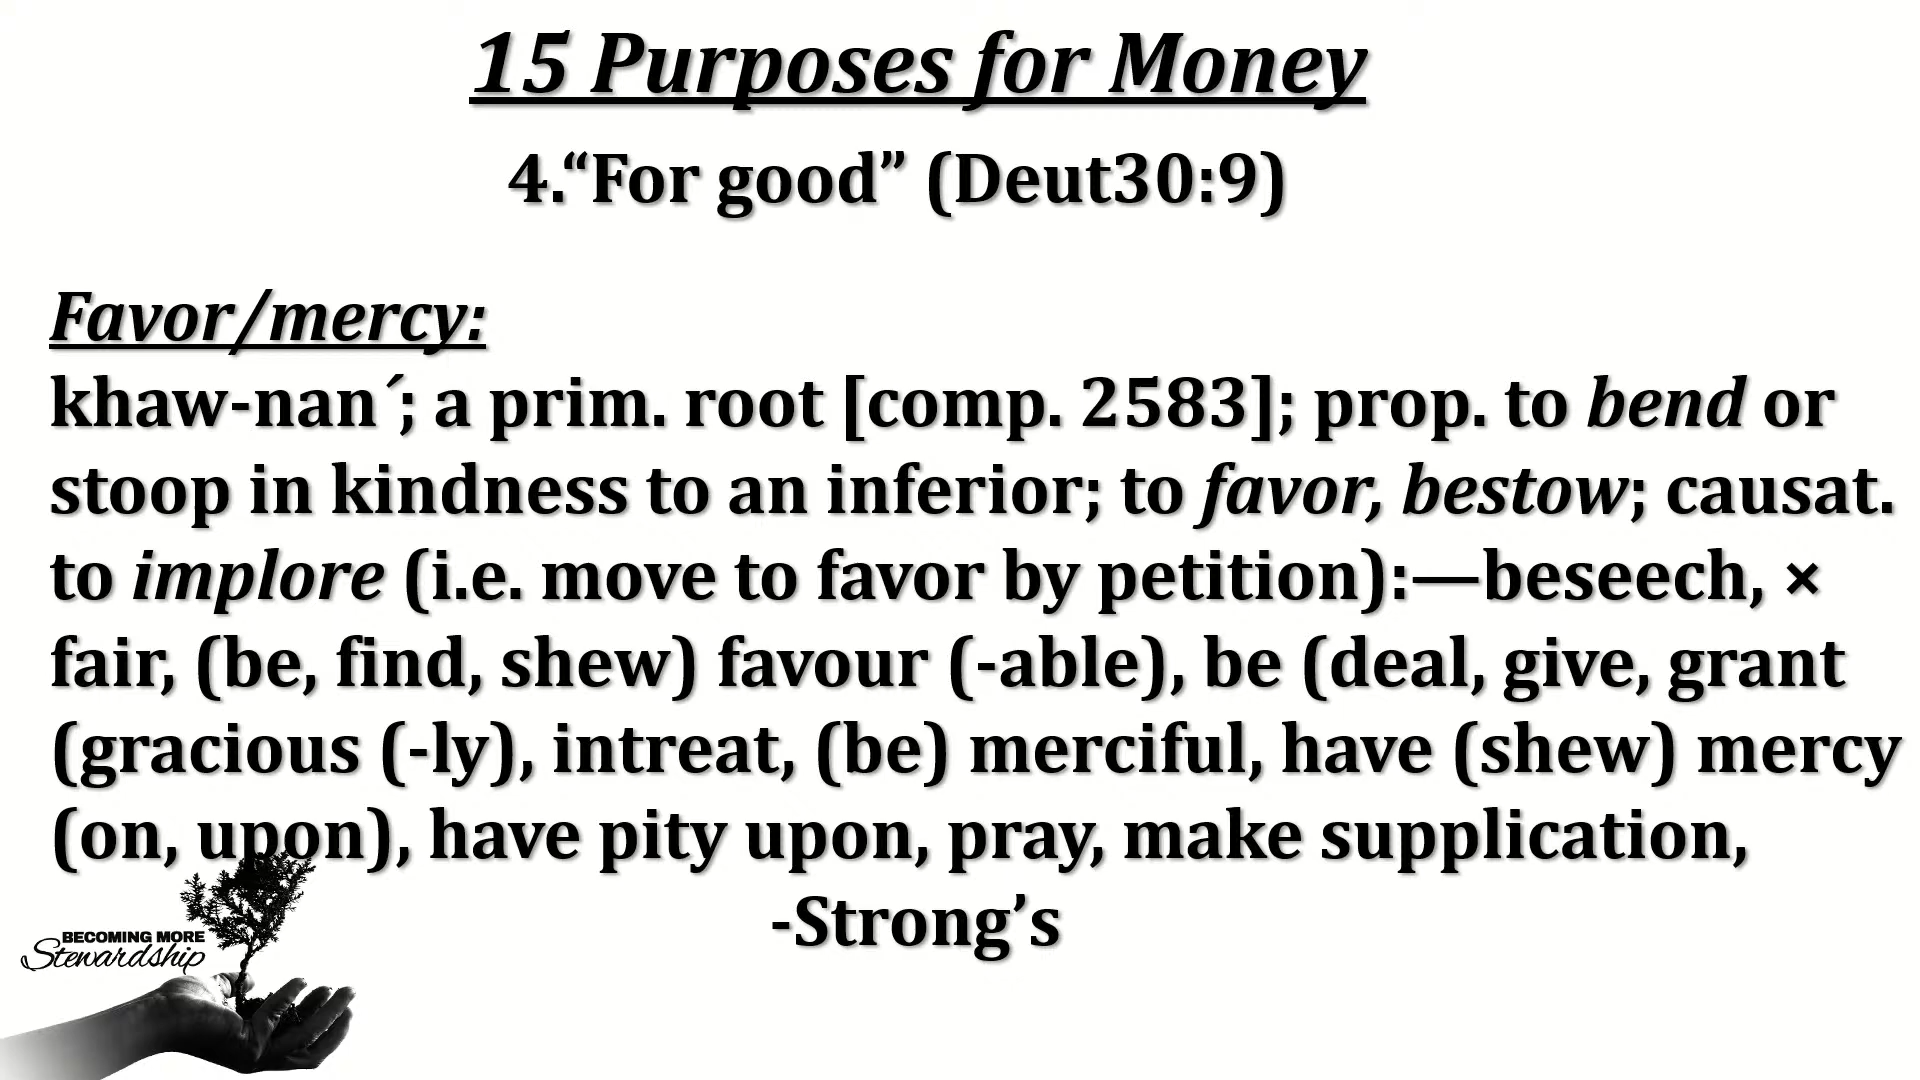 15 Purposes for Money
4.“For good” (Deut30:9)
Favor/mercy:
khaw-nan´; a prim. root [comp. 2583]; prop. to bend or
stoop in kindness to an inferior; to favor, bestow; causat.
to implore (i.e. move to favor by petition):—beseech, ×
fair, (be, find, shew) favour (-able), be (deal, give, grant
(gracious (-ly), intreat, (be) merciful, have (shew) mercy
(on, upon), have pity upon, pray, make supplication,
-Strong’s
BECOMING MORE
Stewardship